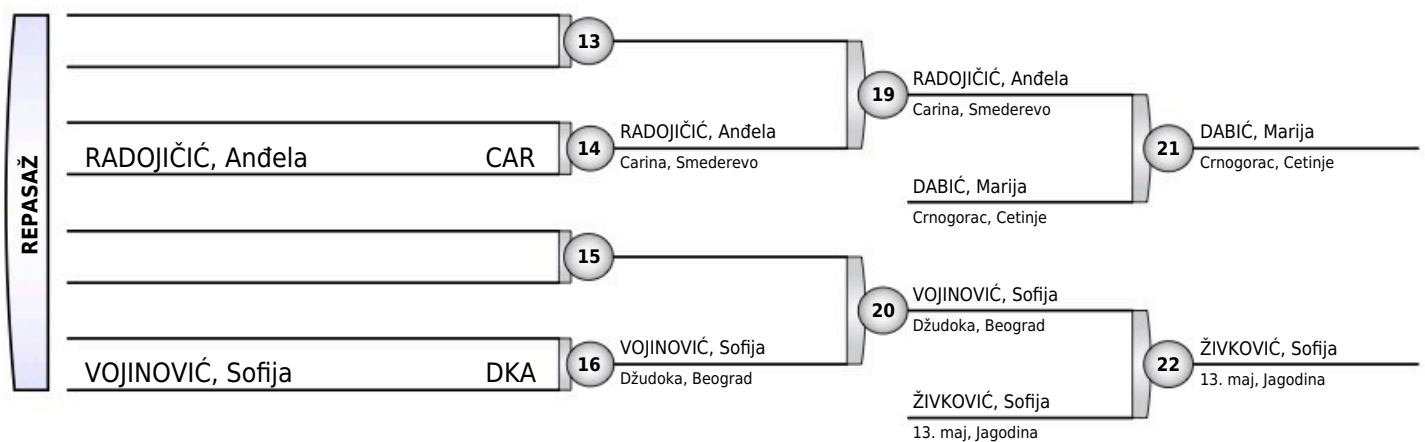 REPASAŽ
13
RADOJIČIĆ, Anđela CAR
14
RADOJIČIĆ, Anđela
Carina, Smederevo
19
RADOJIČIĆ, Anđela
Carina, Smederevo
DABIĆ, Marija
Crnogorac, Cetinje
21
DABIĆ, Marija
Crnogorac, Cetinje
15
VOJINOVIĆ, Sofija DKA
16
VOJINOVIĆ, Sofija
Džudoka, Beograd
20
VOJINOVIĆ, Sofija
Džudoka, Beograd
ŽIVKOVIĆ, Sofija
13. maj, Jagodina
22
ŽIVKOVIĆ, Sofija
13. maj, Jagodina